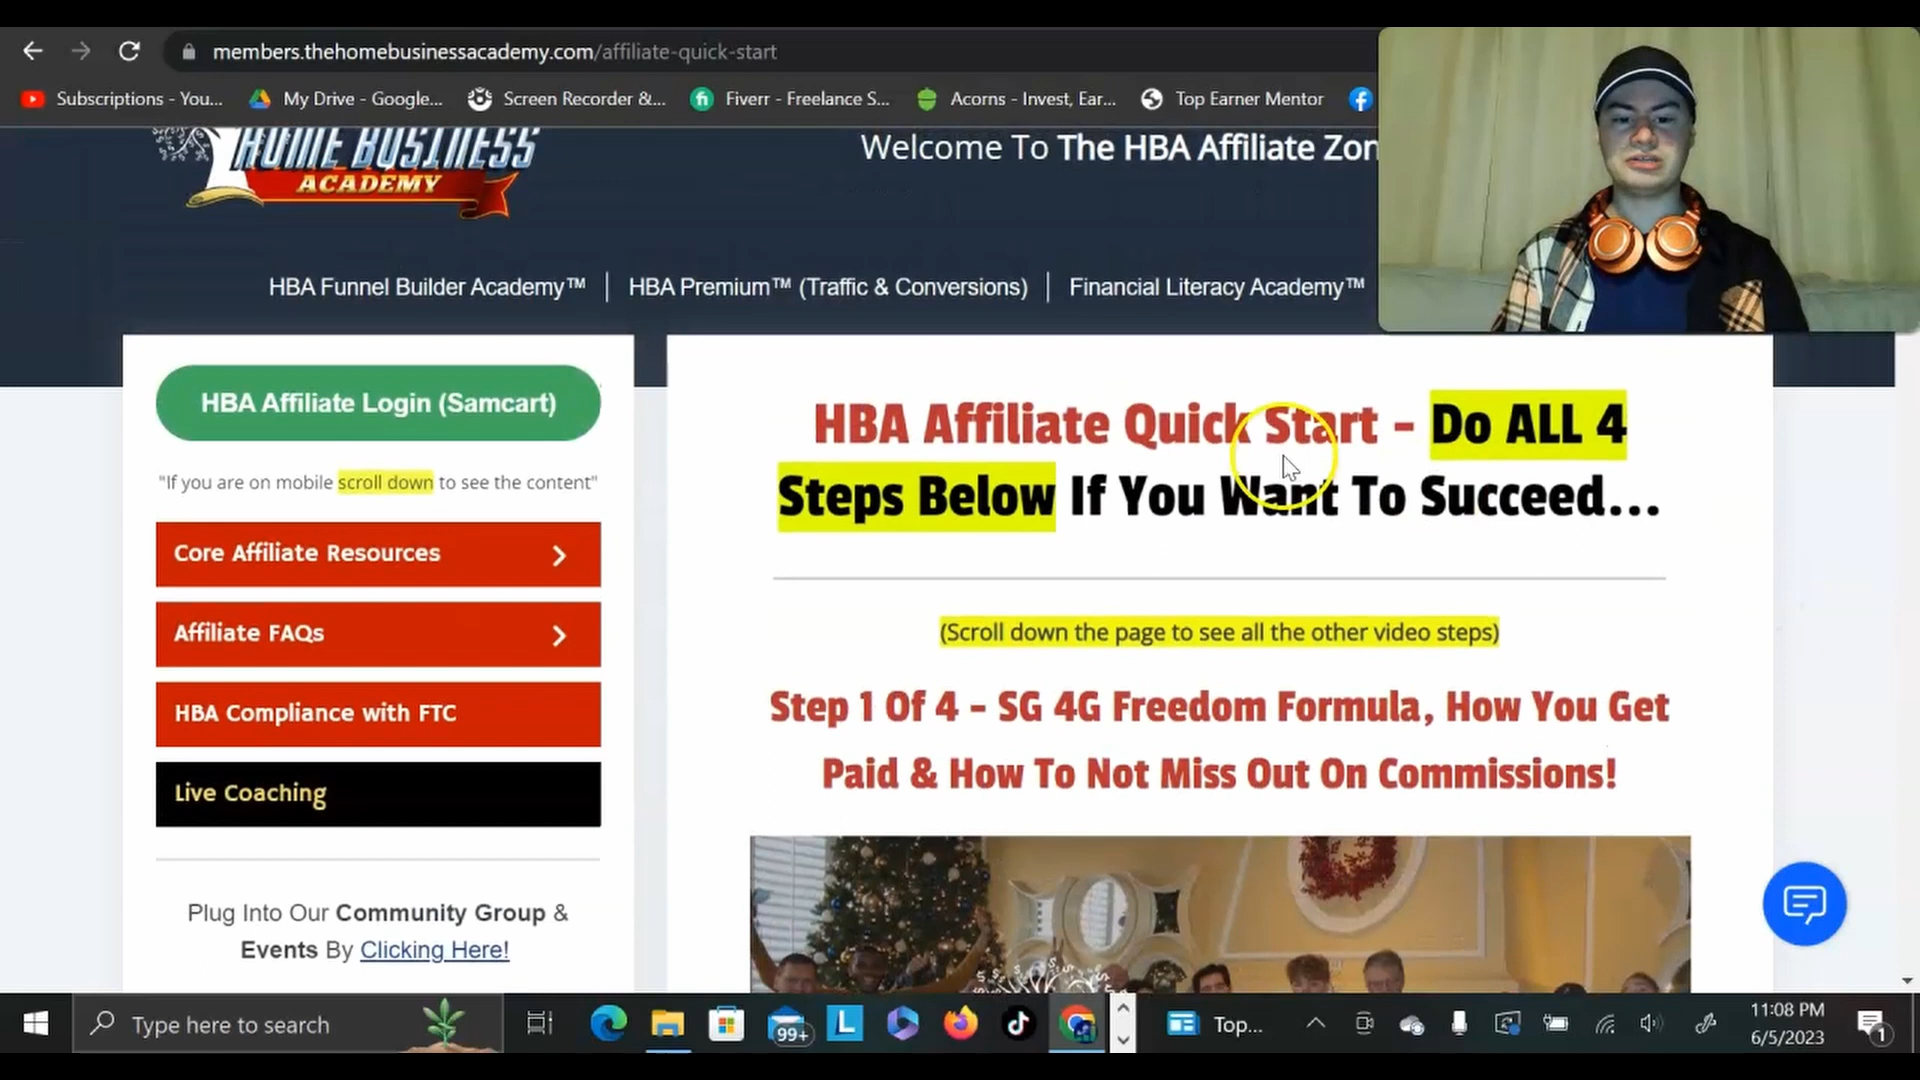 members.thehomebusinessacademy.com/affiliate-quick-start
Subscriptions - You...
My Drive - Google...
Screen Recorder &...
Fiverr - Freelance S...
Acorns - Invest, Ear...
Top Earner Mentor
HOME BUSINESS
ACADEMY
Welcome To The HBA Affiliate Zon
HBA Funnel Builder Academy™
HBA Premium™ (Traffic & Conversions)
Financial Literacy Academy™
HBA Affiliate Login (Samcart)
"If you are on mobile scroll down to see the content"
Core Affiliate Resources
Affiliate FAQs
HBA Compliance with FTC
Live Coaching
Plug Into Our Community Group &
Events By Clicking Here!
HBA Affiliate Quick Start - Do ALL 4
Steps Below If You Want To Succeed...
(Scroll down the page to see all the other video steps)
Step 1 Of 4 - SG 4G Freedom Formula, How You Get
Paid & How To Not Miss Out On Commissions!
Type here to search
99+
L
Top...
11:08 PM
6/5/2023
1